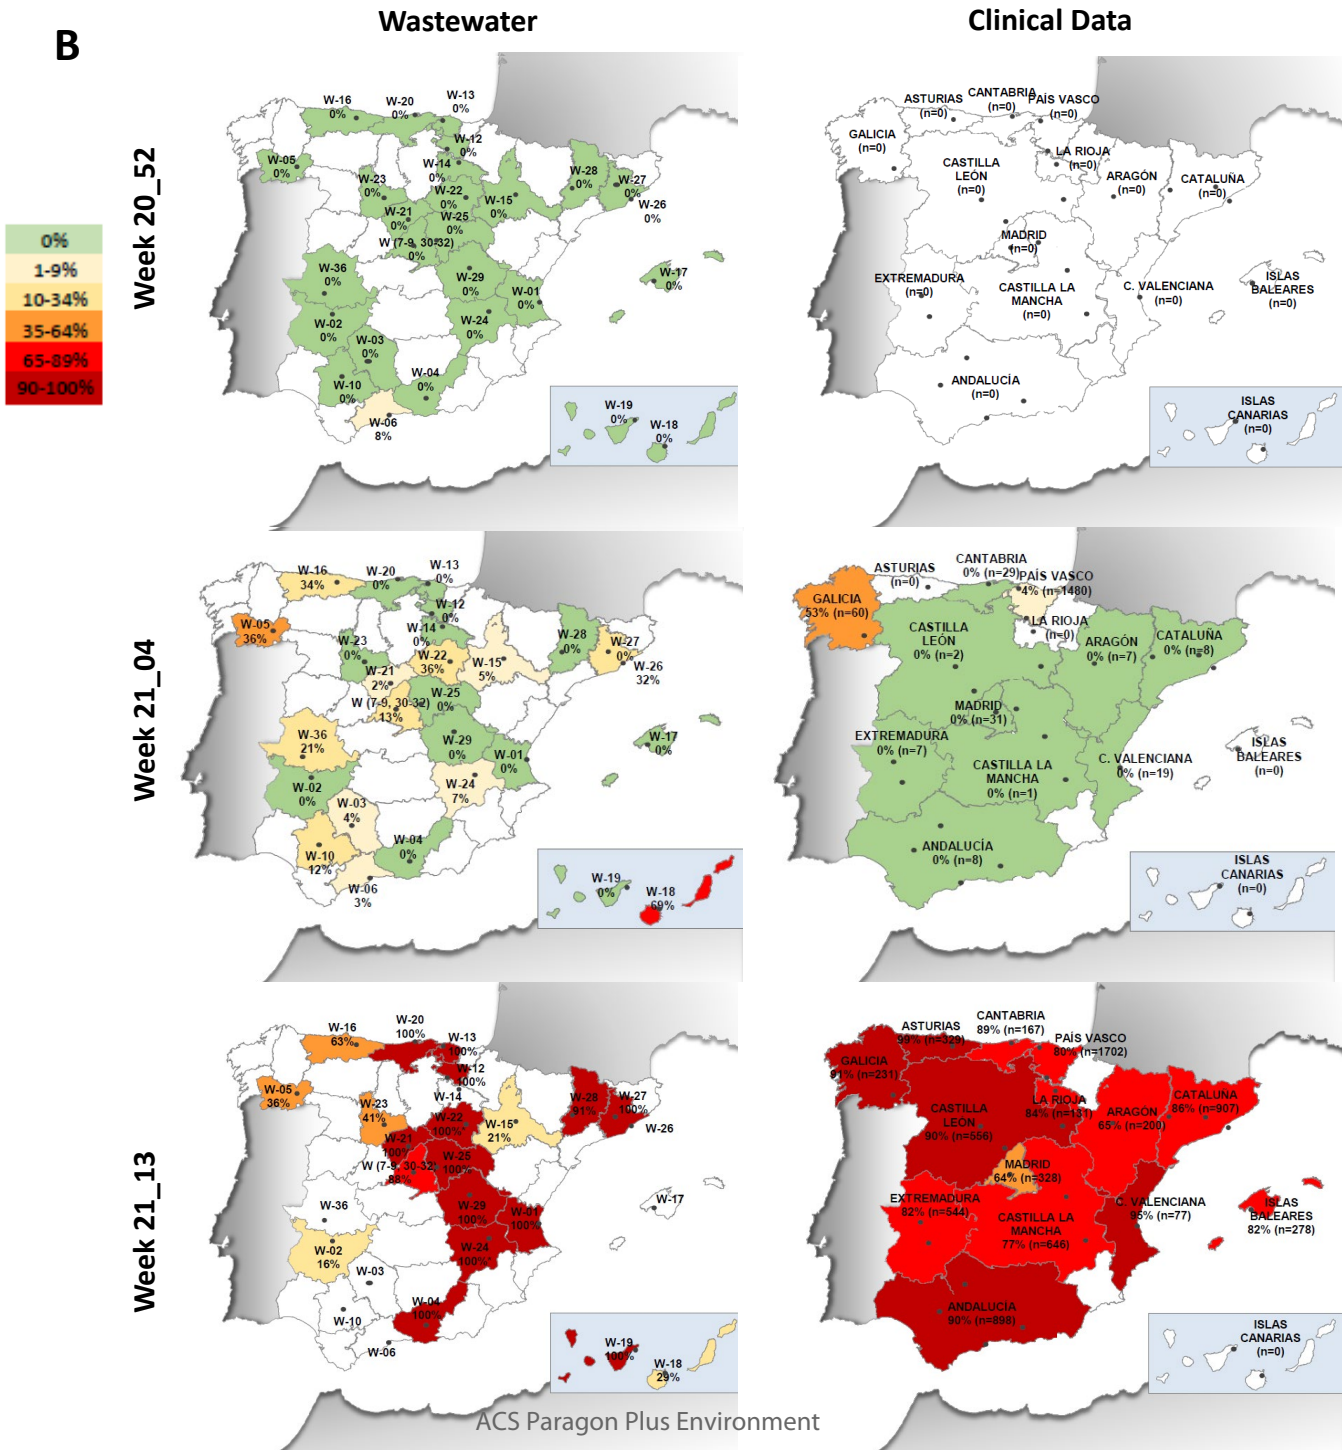 Wastewater
Clinical Data
B
0%
1-9%
10-34%
35-64%
65-89%
90-100%
Week 20_52
W-16
0%
W-20
0%
W-13
0%
W-12
0%
W-05
0%
W-14
0%
W-23
0%
W-22
0%
W-15
0%
W-28
0%
W-27
0%
W-26
0%
W-21
0%
W-25
0%
W (7-9, 30-32)
0%
W-36
0%
W-29
0%
W-01
0%
W-17
0%
W-02
0%
W-24
0%
W-03
0%
W-10
0%
W-04
0%
W-06
8%
W-19
0%
W-18
0%
ASTURIAS
(n=0)
CANTABRIA
(n=0)
PAÍS VASCO
(n=0)
GALICIA
(n=0)
LA RIOJA
(n=0)
CASTILLA
LEÓN
(n=0)
ARAGÓN
(n=0)
CATALUÑA
(n=0)
MADRID
(n=0)
EXTREMADURA
(n=0)
CASTILLA LA
MANCHA
(n=0)
C. VALENCIANA
(n=0)
ISLAS
BALEARES
(n=0)
ANDALUCÍA
(n=0)
ISLAS
CANARIAS
(n=0)
Week 21_04
W-16
34%
W-20
0%
W-13
0%
W-12
0%
W-05
36%
W-14
0%
W-23
0%
W-22
36%
W-15
5%
W-28
0%
W-27
0%
W-26
32%
W-21
2%
W-25
0%
W (7-9, 30-32)
13%
W-36
21%
W-29
0%
W-01
0%
W-17
0%
W-02
0%
W-24
7%
W-03
4%
W-10
12%
W-04
0%
W-06
3%
W-19
0%
W-18
69%
ASTURIAS
(n=0)
CANTABRIA
0% (n=29)
PAÍS VASCO
4% (n=1480)
GALICIA
53% (n=60)
LA RIOJA
(n=0)
CASTILLA
LEÓN
0% (n=2)
ARAGÓN
0% (n=7)
CATALUÑA
0% (n=8)
MADRID
0% (n=31)
EXTREMADURA
0% (n=7)
CASTILLA LA
MANCHA
0% (n=1)
C. VALENCIANA
0% (n=19)
ISLAS
BALEARES
(n=0)
ANDALUCÍA
0% (n=8)
ISLAS
CANARIAS
(n=0)
Week 21_13
W-16
63%
W-20
100%
W-13
100%
W-12
100%
W-05
36%
W-14
W-23
41%
W-22
100%
W-15
21%
W-28
91%
W-27
100%
W-26
W-21
100%
W-25
100%
W (7-9, 30-32)
88%
W-36
W-29
100%
W-01
100%
W-17
W-02
16%
W-24
100%
W-03
W-10
W-04
100%
W-06
W-19
100%
W-18
29%
ASTURIAS
99% (n=329)
CANTABRIA
89% (n=167)
PAÍS VASCO
80% (n=1702)
GALICIA
91% (n=231)
LA RIOJA
84% (n=131)
CASTILLA
LEÓN
90% (n=556)
ARAGÓN
65% (n=200)
CATALUÑA
86% (n=907)
MADRID
64% (n=328)
EXTREMADURA
82% (n=544)
CASTILLA LA
MANCHA
77% (n=646)
C. VALENCIANA
95% (n=77)
ISLAS
BALEARES
82% (n=278)
ANDALUCÍA
90% (n=898)
ISLAS
CANARIAS
(n=0)
ACS Paragon Plus Environment